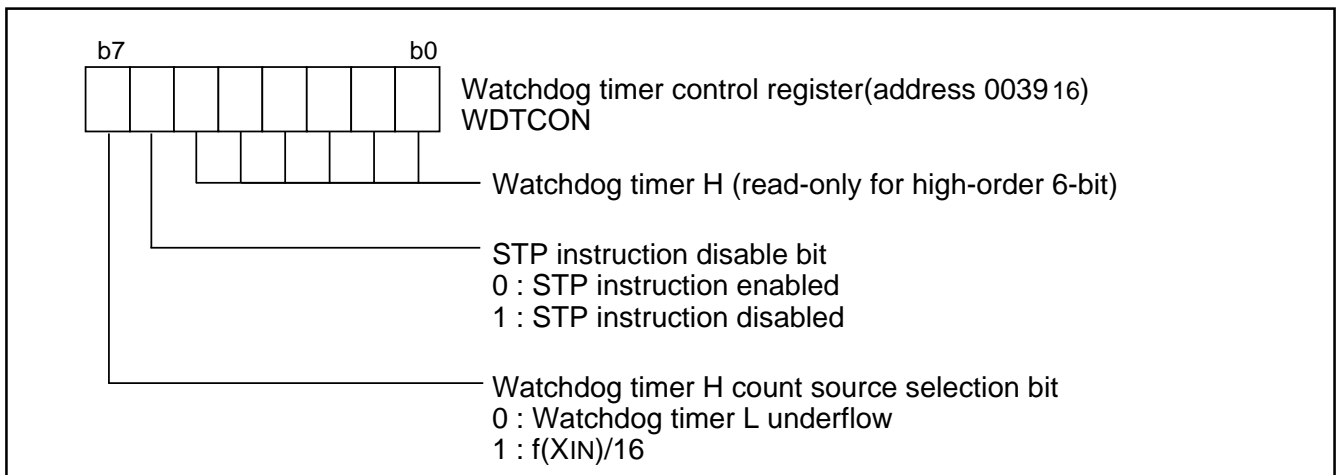 b7 b0
Watchdog timer control register(address 003916)
WDTCON
Watchdog timer H (read-only for high-order 6-bit)
STP instruction disable bit
0 : STP instruction enabled
1 : STP instruction disabled
Watchdog timer H count source selection bit
0 : Watchdog timer L underflow
1 : f(XIN)/16